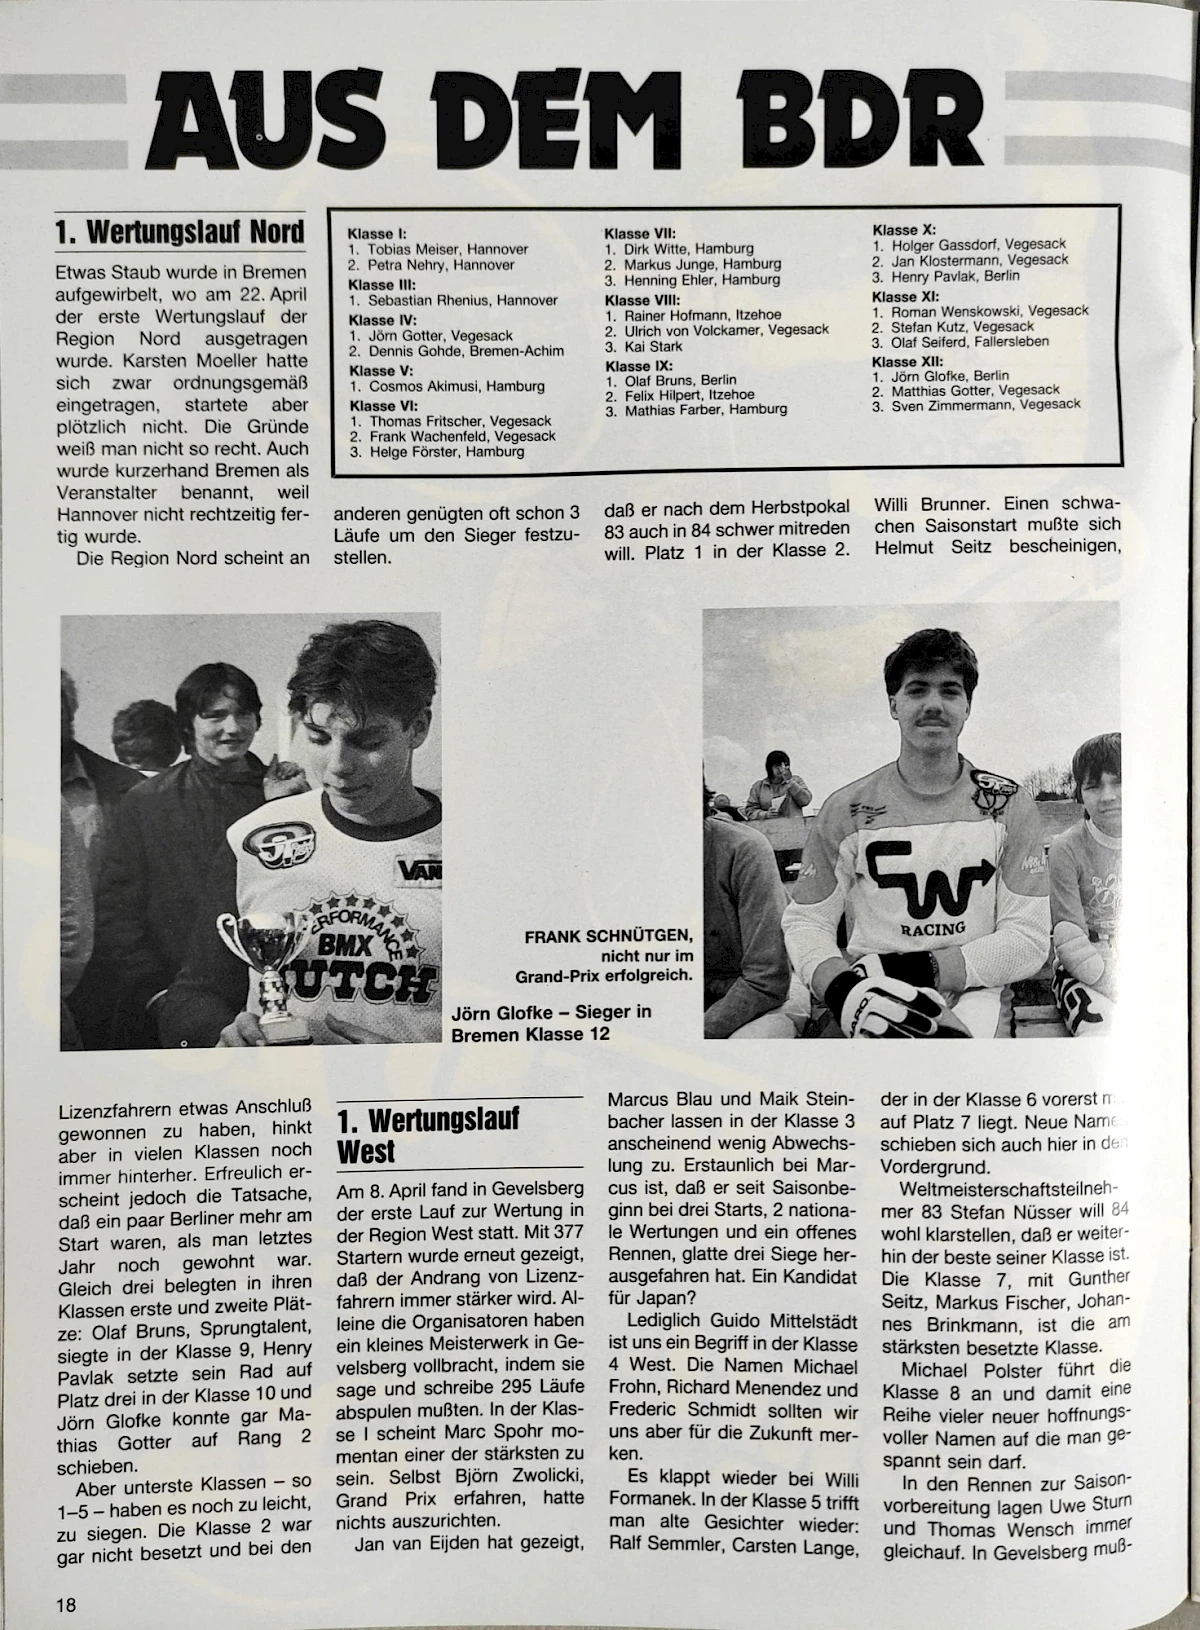 AUS DEM BDR
1. Wertungslauf Nord
Etwas Staub wurde in Bremen
aufgewirbelt, wo am 22. April
der erste Wertungslauf der
Region Nord ausgetragen
wurde. Karsten Moeller hatte
sich zwar ordnungsgemäß
eingetragen, startete aber
plötzlich nicht. Die Gründe
weiß man nicht so recht. Auch
wurde kurzerhand Bremen als
Veranstalter benannt, weil
Hannover nicht rechtzeitig fer-
tig wurde.
Die Region Nord scheint an
Klasse I:
1. Tobias Meiser, Hannover
2. Petra Nehry, Hannover
Klasse III:
1. Sebastian Rhenius, Hannover
Klasse IV:
1. Jörn Gotter, Vegesack
2. Dennis Gohde, Bremen-Achim
Klasse V:
1. Cosmos Akimusi, Hamburg
Klasse VI:
1. Thomas Fritscher, Vegesack
2. Frank Wachenfeld, Vegesack
3. Helge Förster, Hamburg
Klasse VII:
1. Dirk Witte, Hamburg
2. Markus Junge, Hamburg
3. Henning Ehler, Hamburg
Klasse VIII:
1. Rainer Hofmann, Itzehoe
2. Ulrich von Volckamer, Vegesack
3. Kai Stark
Klasse IX:
1. Olaf Bruns, Berlin
2. Felix Hilpert, Itzehoe
3. Mathias Farber, Hamburg
Klasse X:
1. Holger Gassdorf, Vegesack
2. Jan Klostermann, Vegesack
3. Henry Pavlak, Berlin
Klasse XI:
1. Roman Wenskowski, Vegesack
2. Stefan Kutz, Vegesack
3. Olaf Seiferd, Fallersleben
Klasse XII:
1. Jörn Glofke, Berlin
2. Matthias Gotter, Vegesack
3. Sven Zimmermann, Vegesack
anderen genügten oft schon 3
Läufe um den Sieger festzu-
stellen.
daß er nach dem Herbstpokal
83 auch in 84 schwer mitreden
will. Platz 1 in der Klasse 2.
Willi Brunner. Einen schwa-
chen Saisonstart mußte sich
Helmut Seitz bescheinigen,
GT
VAN
PERFORMANCE
BMX
HUTCH
FRANK SCHNÜTGEN,
nicht nur im
Grand-Prix erfolgreich.
Jörn Glofke – Sieger in
Bremen Klasse 12
CW
RACING
Lizenzfahrern etwas Anschluß
gewonnen zu haben, hinkt
aber in vielen Klassen noch
immer hinterher. Erfreulich er-
scheint jedoch die Tatsache,
daß ein paar Berliner mehr am
Start waren, als man letztes
Jahr noch gewohnt war.
Gleich drei belegten in ihren
Klassen erste und zweite Plät-
ze: Olaf Bruns, Sprungtalent,
siegte in der Klasse 9, Henry
Pavlak setzte sein Rad auf
Platz drei in der Klasse 10 und
Jörn Glofke konnte gar Ma-
thias Gotter auf Rang 2
schieben.
Aber unterste Klassen – so
1–5 – haben es noch zu leicht,
zu siegen. Die Klasse 2 war
gar nicht besetzt und bei den
1. Wertungslauf
West
Am 8. April fand in Gevelsberg
der erste Lauf zur Wertung in
der Region West statt. Mit 377
Startern wurde erneut gezeigt,
daß der Andrang von Lizenz-
fahrern immer stärker wird. Al-
leine die Organisatoren haben
ein kleines Meisterwerk in Ge-
velsberg vollbracht, indem sie
sage und schreibe 295 Läufe
abspulen mußten. In der Klas-
se I scheint Marc Spohr mo-
mentan einer der stärksten zu
sein. Selbst Björn Zwolicki,
Grand Prix erfahren, hatte
nichts auszurichten.
Jan van Eijden hat gezeigt,
Marcus Blau und Maik Stein-
bacher lassen in der Klasse 3
anscheinend wenig Abwechs-
lung zu. Erstaunlich bei Mar-
cus ist, daß er seit Saisonbe-
ginn bei drei Starts, 2 nationa-
le Wertungen und ein offenes
Rennen, glatte drei Siege her-
ausgefahren hat. Ein Kandidat
für Japan?
Lediglich Guido Mittelstädt
ist uns ein Begriff in der Klasse
4 West. Die Namen Michael
Frohn, Richard Menendez und
Frederic Schmidt sollten wir
uns aber für die Zukunft mer-
ken.
Es klappt wieder bei Willi
Formanek. In der Klasse 5 trifft
man alte Gesichter wieder:
Ralf Semmler, Carsten Lange,
der in der Klasse 6 vorerst
auf Platz 7 liegt. Neue Name
schieben sich auch hier in den
Vordergrund.
Weltmeisterschaftsteilneh-
mer 83 Stefan Nüsser will 84
wohl klarstellen, daß er weiter-
hin der beste seiner Klasse ist.
Die Klasse 7, mit Gunther
Seitz, Markus Fischer, Johan-
nes Brinkmann, ist die am
stärksten besetzte Klasse.
Michael Polster führt die
Klasse 8 an und damit eine
Reihe vieler neuer hoffnungs-
voller Namen auf die man ge-
spannt sein darf.
In den Rennen zur Saison-
vorbereitung lagen Uwe Sturn
und Thomas Wensch immer
gleichauf. In Gevelsberg muß-
18